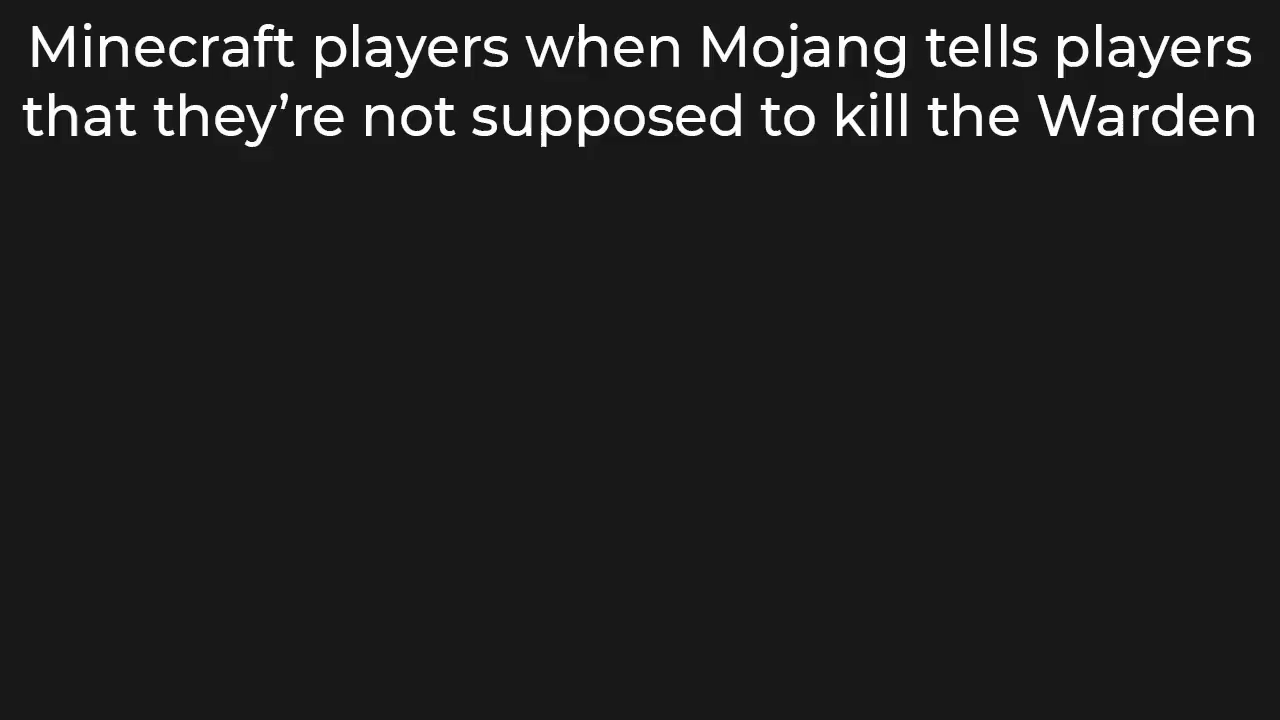 Minecraft players when Mojang tells players
that they’re not supposed to kill the Warden